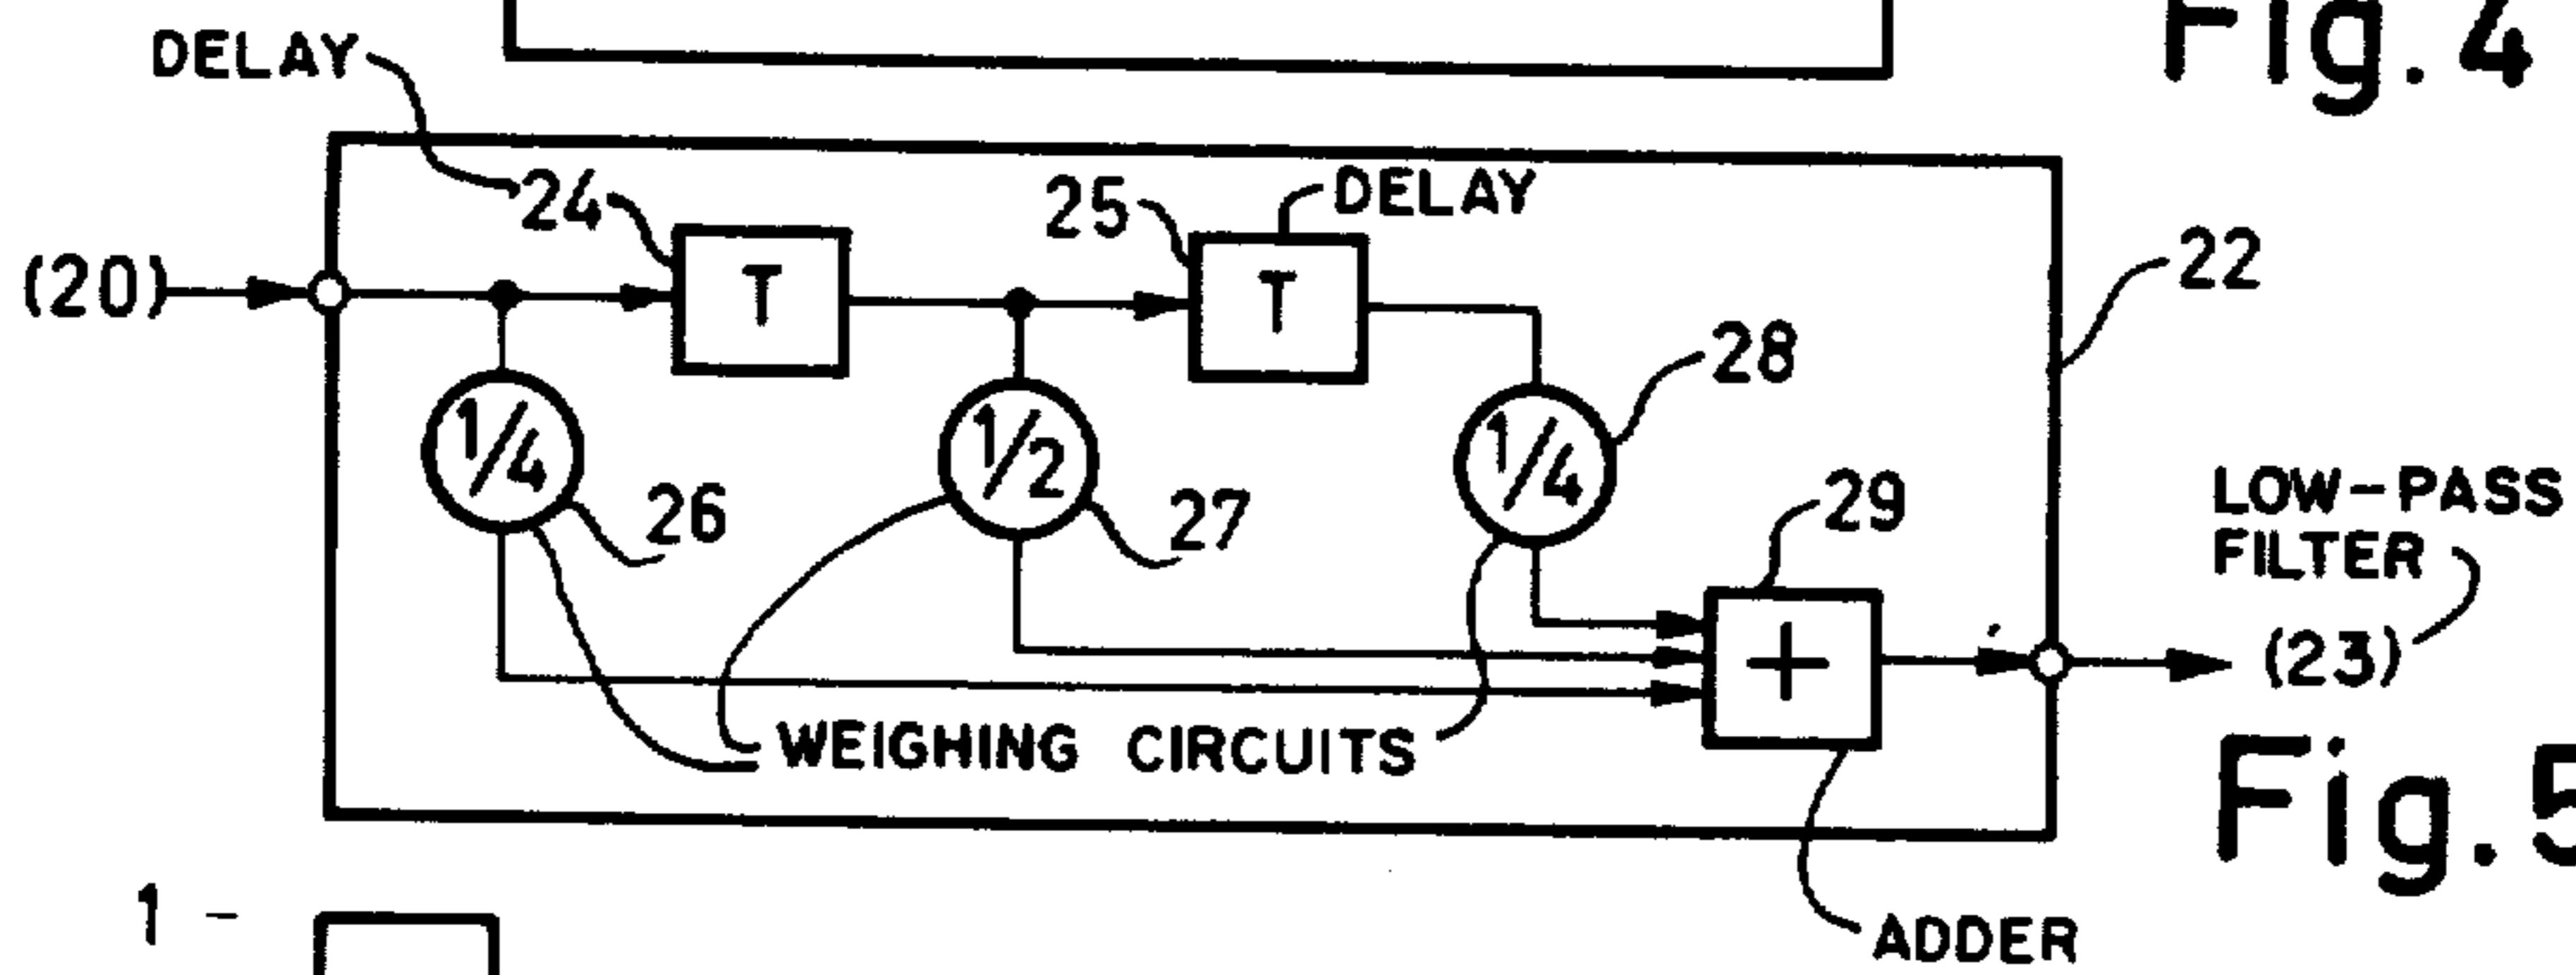 Fig. 4
DELAY
24
25
DELAY
(20)
T
T
22
28
1/4
1/2
1/4
26
27
29
LOW-PASS
FILTER
+
(23)
WEIGHING CIRCUITS
Fig. 5
ADDER
1 -